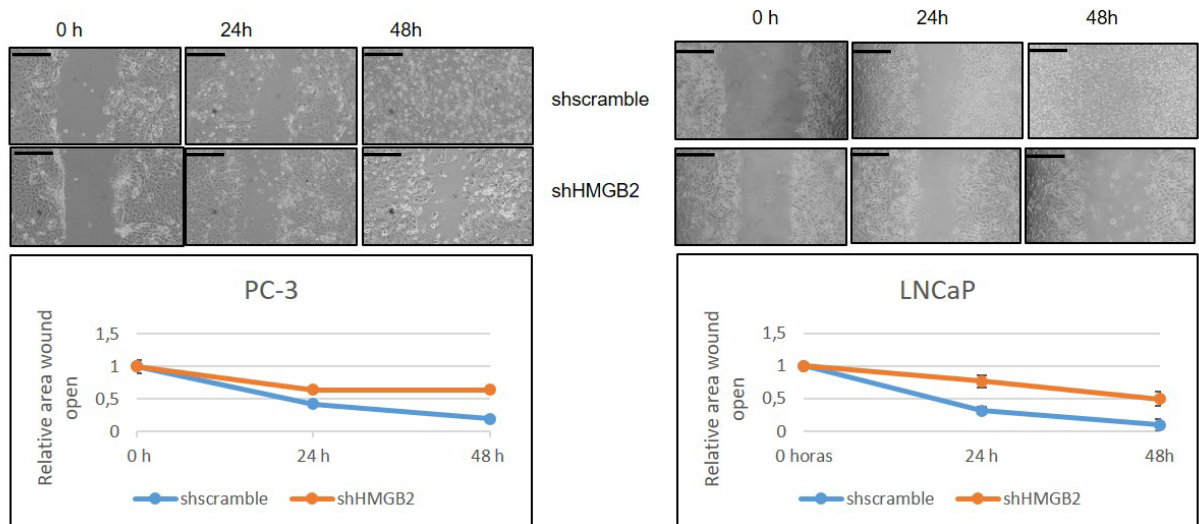 0 h 24h 48h
0 h 24h 48h
shscramble
shHMGB2
PC-3
1,5
1
0,5
0
Relative area wound
open
0 h 24 h 48 h
shscramble shHMGB2
LNCaP
1,5
1
0,5
0
Relative area wound
open
0 horas 24 h 48h
shscramble shHMGB2